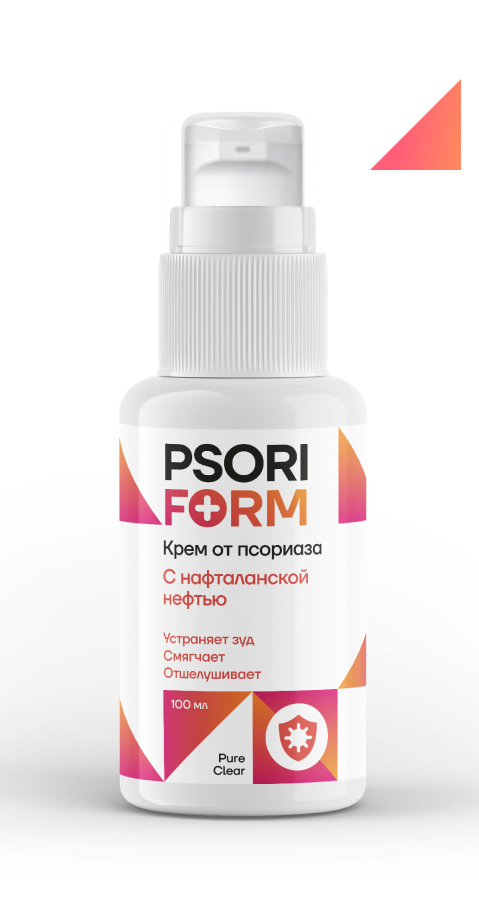 PSORI
FORM
Крем от псориаза
С нафталанской
нефтью
Устраняет зуд
Смягчает
Отшелушивает
100 мл
Pure
Clear